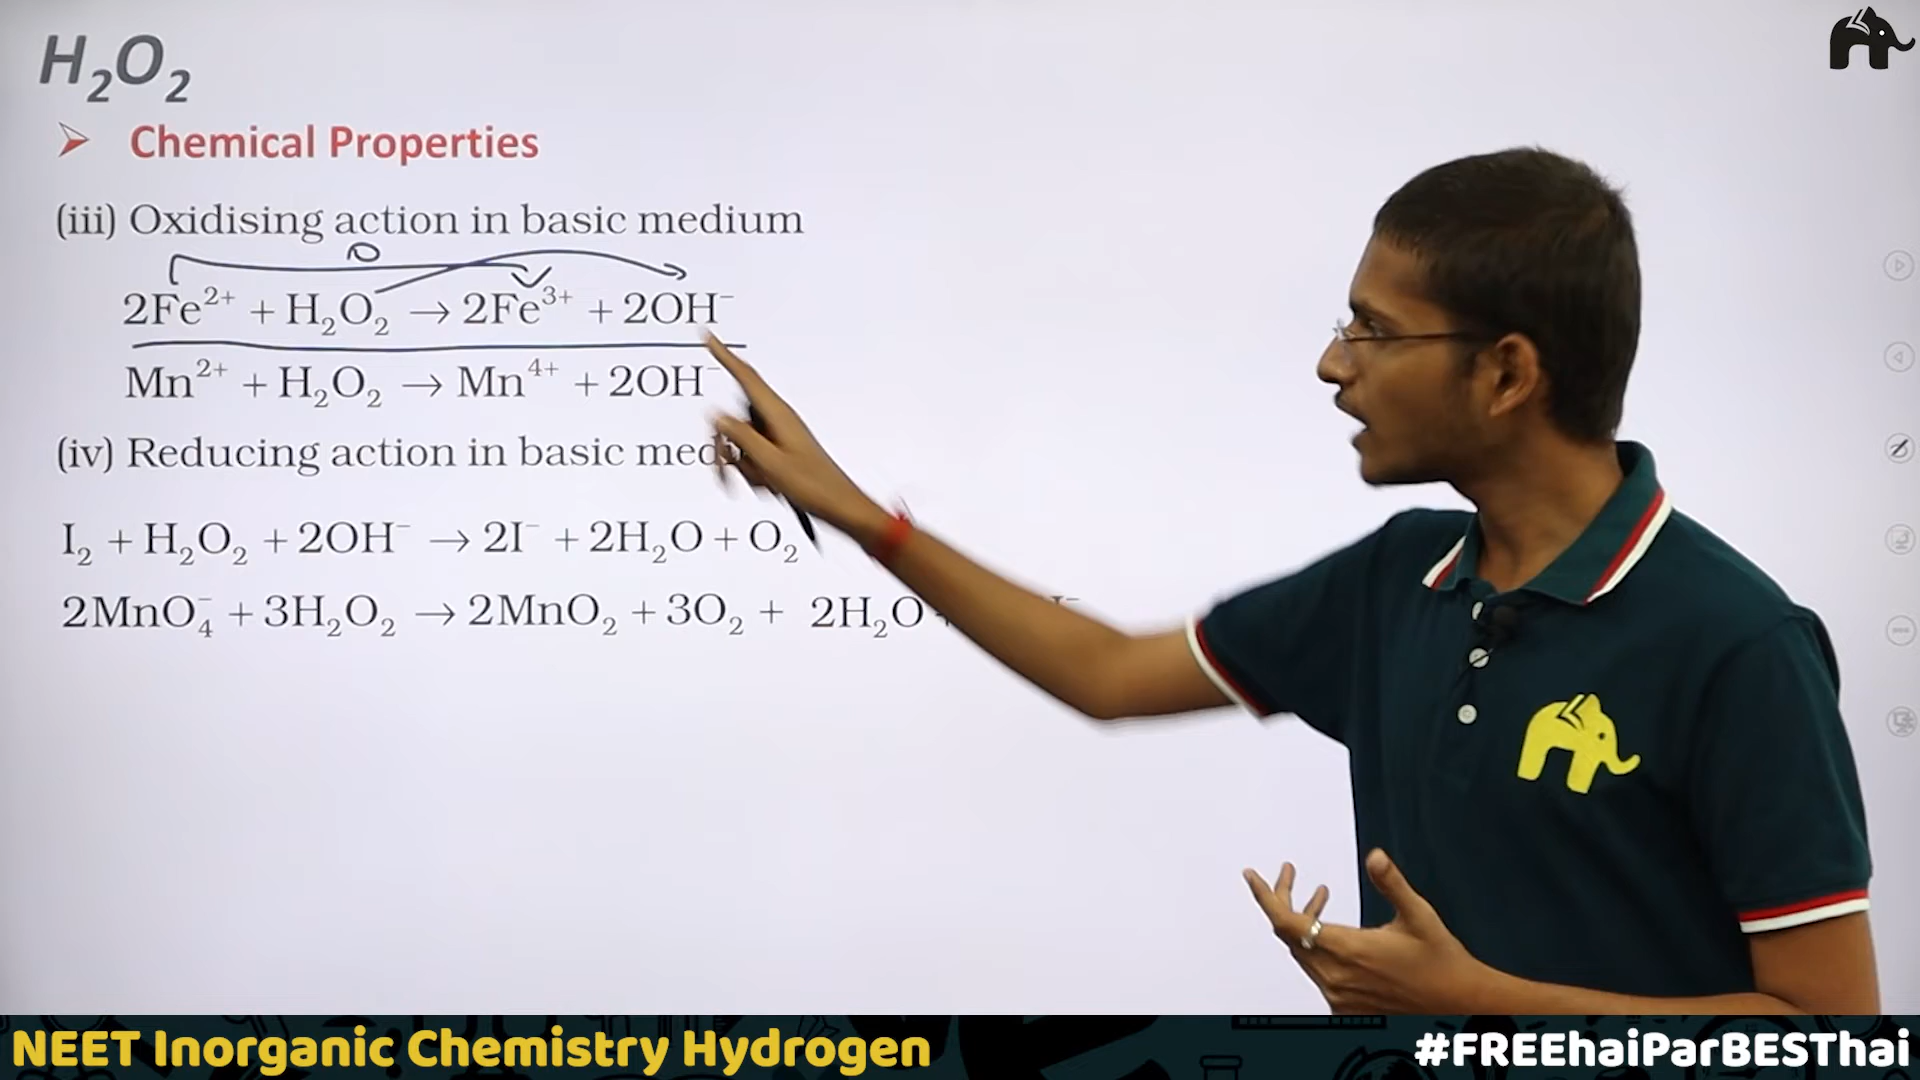 H₂O₂
➢ Chemical Properties
(iii) Oxidising action in basic medium
O
2Fe²⁺ + H₂O₂ → 2Fe³⁺ + 2OH⁻
Mn²⁺ + H₂O₂ → Mn⁴⁺ + 2OH⁻
(iv) Reducing action in basic med
I₂ + H₂O₂ + 2OH⁻ → 2I⁻ + 2H₂O + O₂
2MnO₄⁻ + 3H₂O₂ → 2MnO₂ + 3O₂ + 2H₂O +
NEET Inorganic Chemistry Hydrogen
#FREEhaiParBESThai